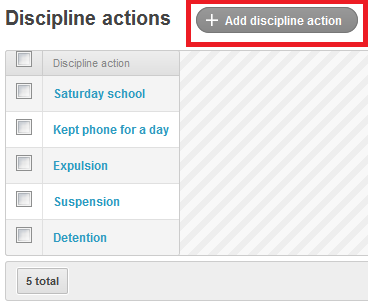 Discipline actions
+ Add discipline action
Discipline action
Saturday school
Kept phone for a day
Expulsion
Suspension
Detention
5 total